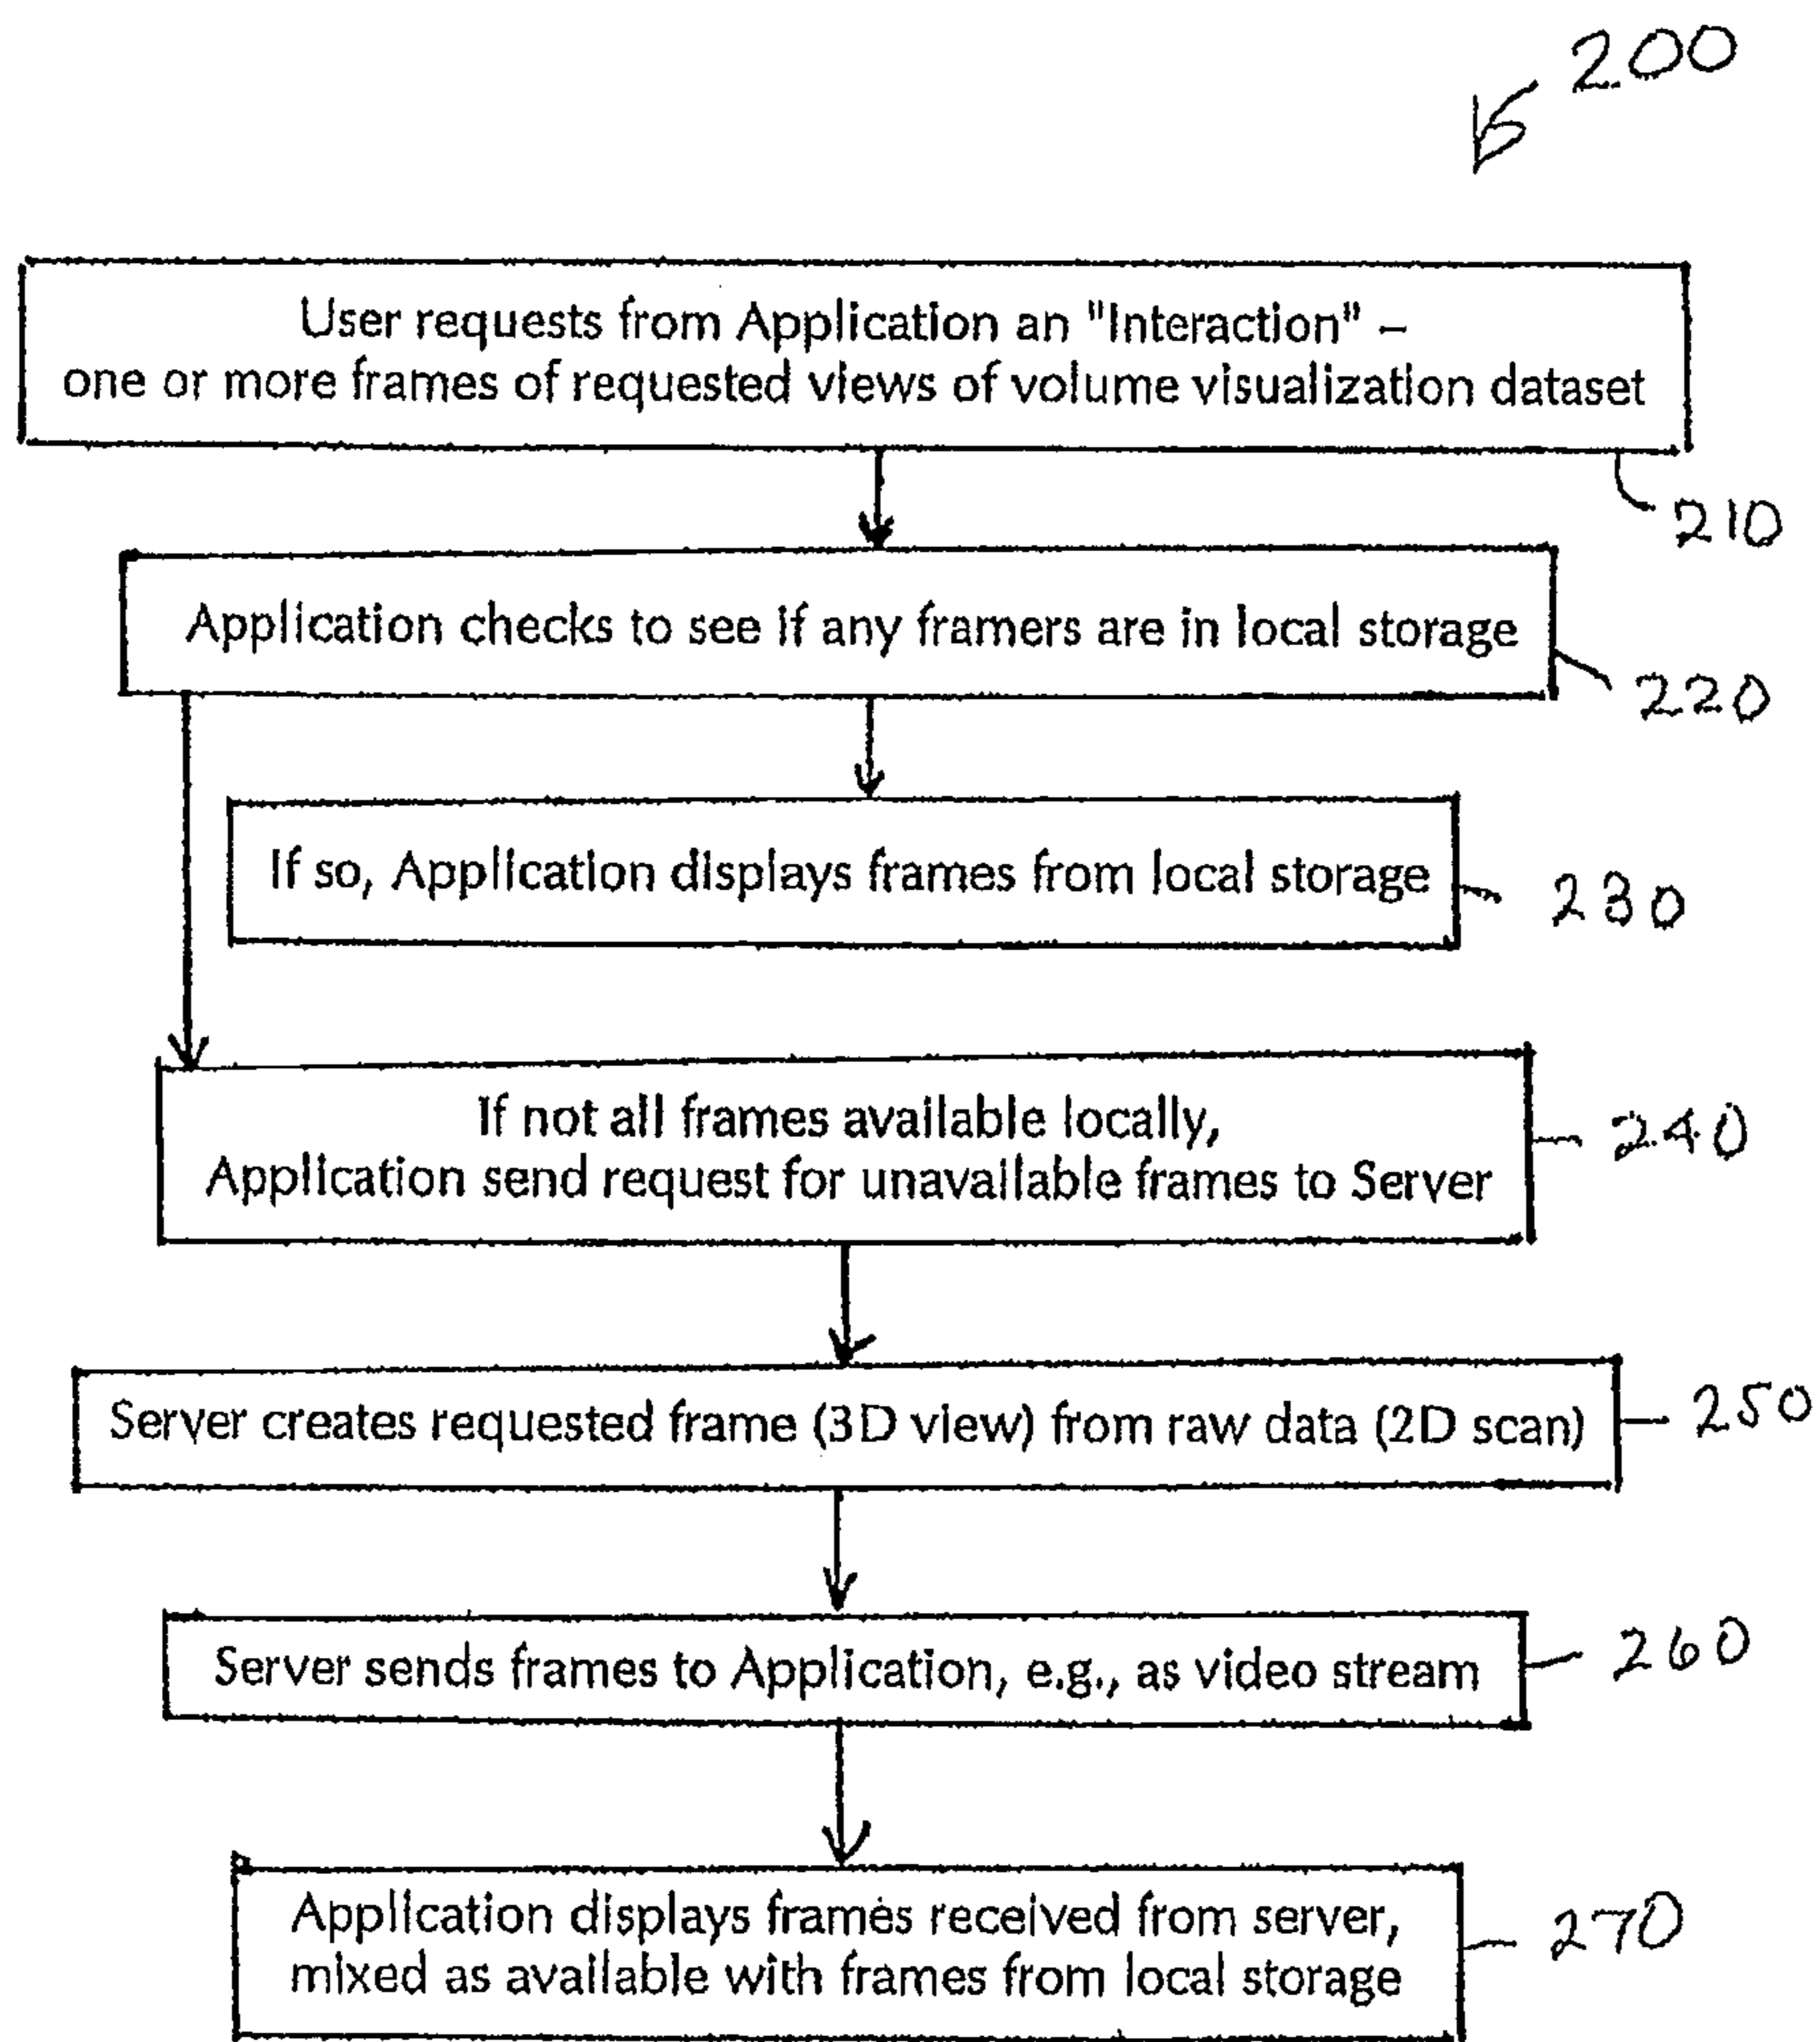 200
User requests from Application an "Interaction" –
one or more frames of requested views of volume visualization dataset
210
Application checks to see if any framers are in local storage
220
If so, Application displays frames from local storage
230
If not all frames available locally,
Application send request for unavailable frames to Server
240
Server creates requested frame (3D view) from raw data (2D scan)
250
Server sends frames to Application, e.g., as video stream
260
Application displays frames received from server,
mixed as available with frames from local storage
270